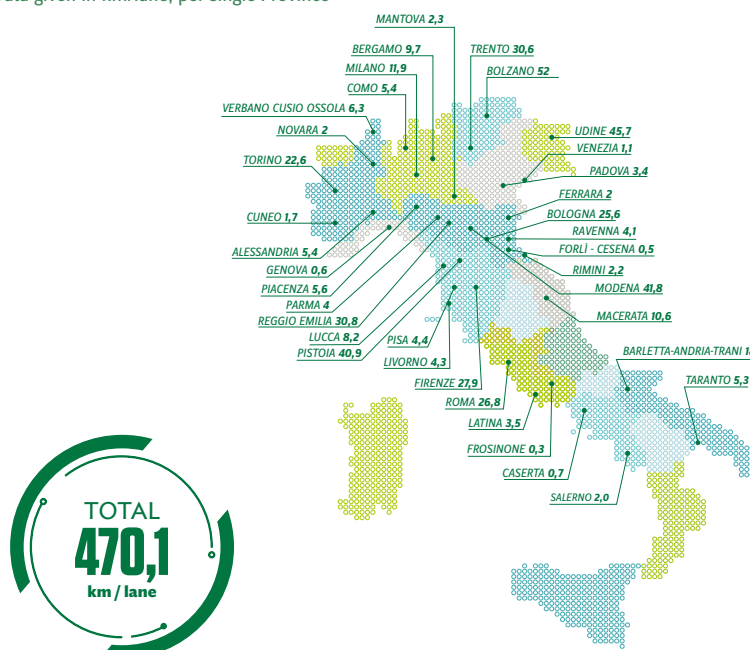 MANTOVA 2,3
BERGAMO 9,7
TRENTO 30,6
MILANO 11,9
BOLZANO 52
COMO 5,4
VERBANO CUSIO OSSOLA 6,3
NOVARA 2
UDINE 45,7
VENEZIA 1,1
TORINO 22,6
PADOVA 3,4
FERRARA 2
CUNEO 1,7
BOLOGNA 25,6
RAVENNA 4,1
ALESSANDRIA 5,4
FORLÌ - CESENA 0,5
GENOVA 0,6
RIMINI 2,2
PIACENZA 5,6
MODENA 41,8
PARMA 4
REGGIO EMILIA 30,8
MACERATA 10,6
LUCCA 8,2
PISA 4,4
PISTOIA 40,9
BARLETTA-ANDRIA-TRANI
LIVORNO 4,3
TARANTO 5,3
FIRENZE 27,9
ROMA 26,8
LATINA 3,5
FROSINONE 0,3
CASERTA 0,7
SALERNO 2,0
TOTAL
470,1
km / lane